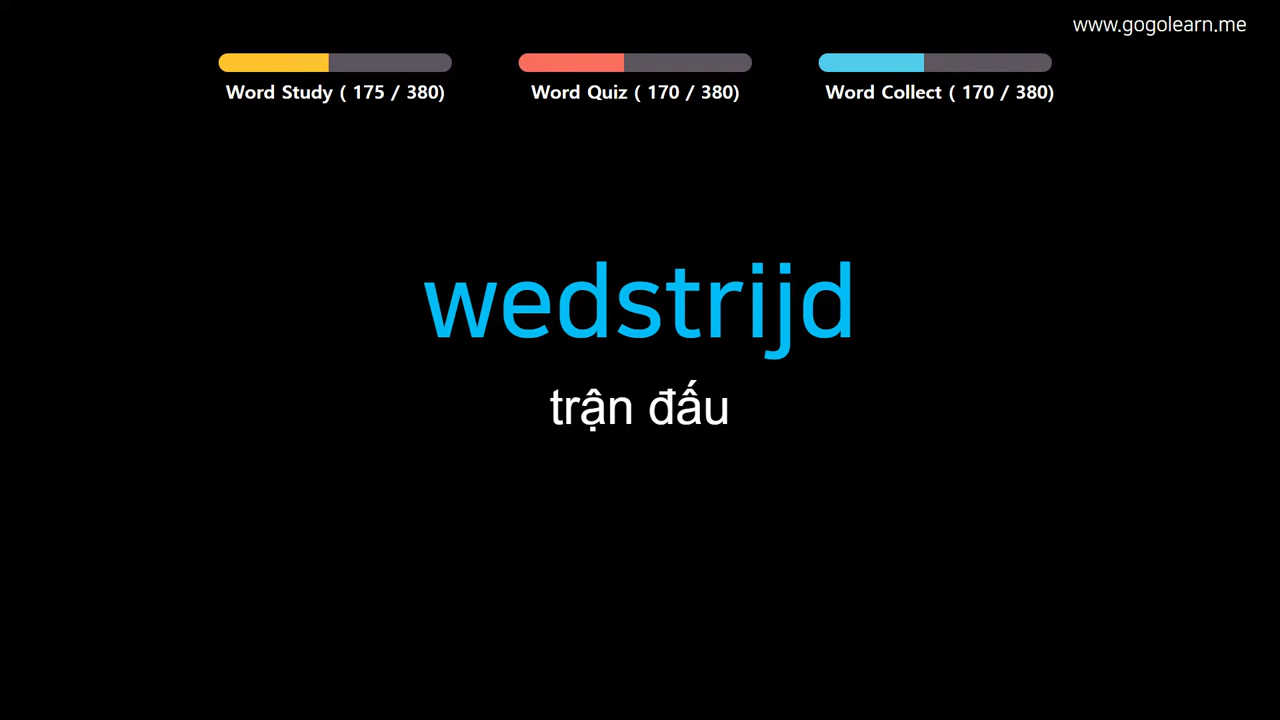 www.gogolearn.me
Word Study ( 175 / 380)
Word Quiz ( 170 / 380)
Word Collect ( 170 / 380)
wedstrijd
trận đấu